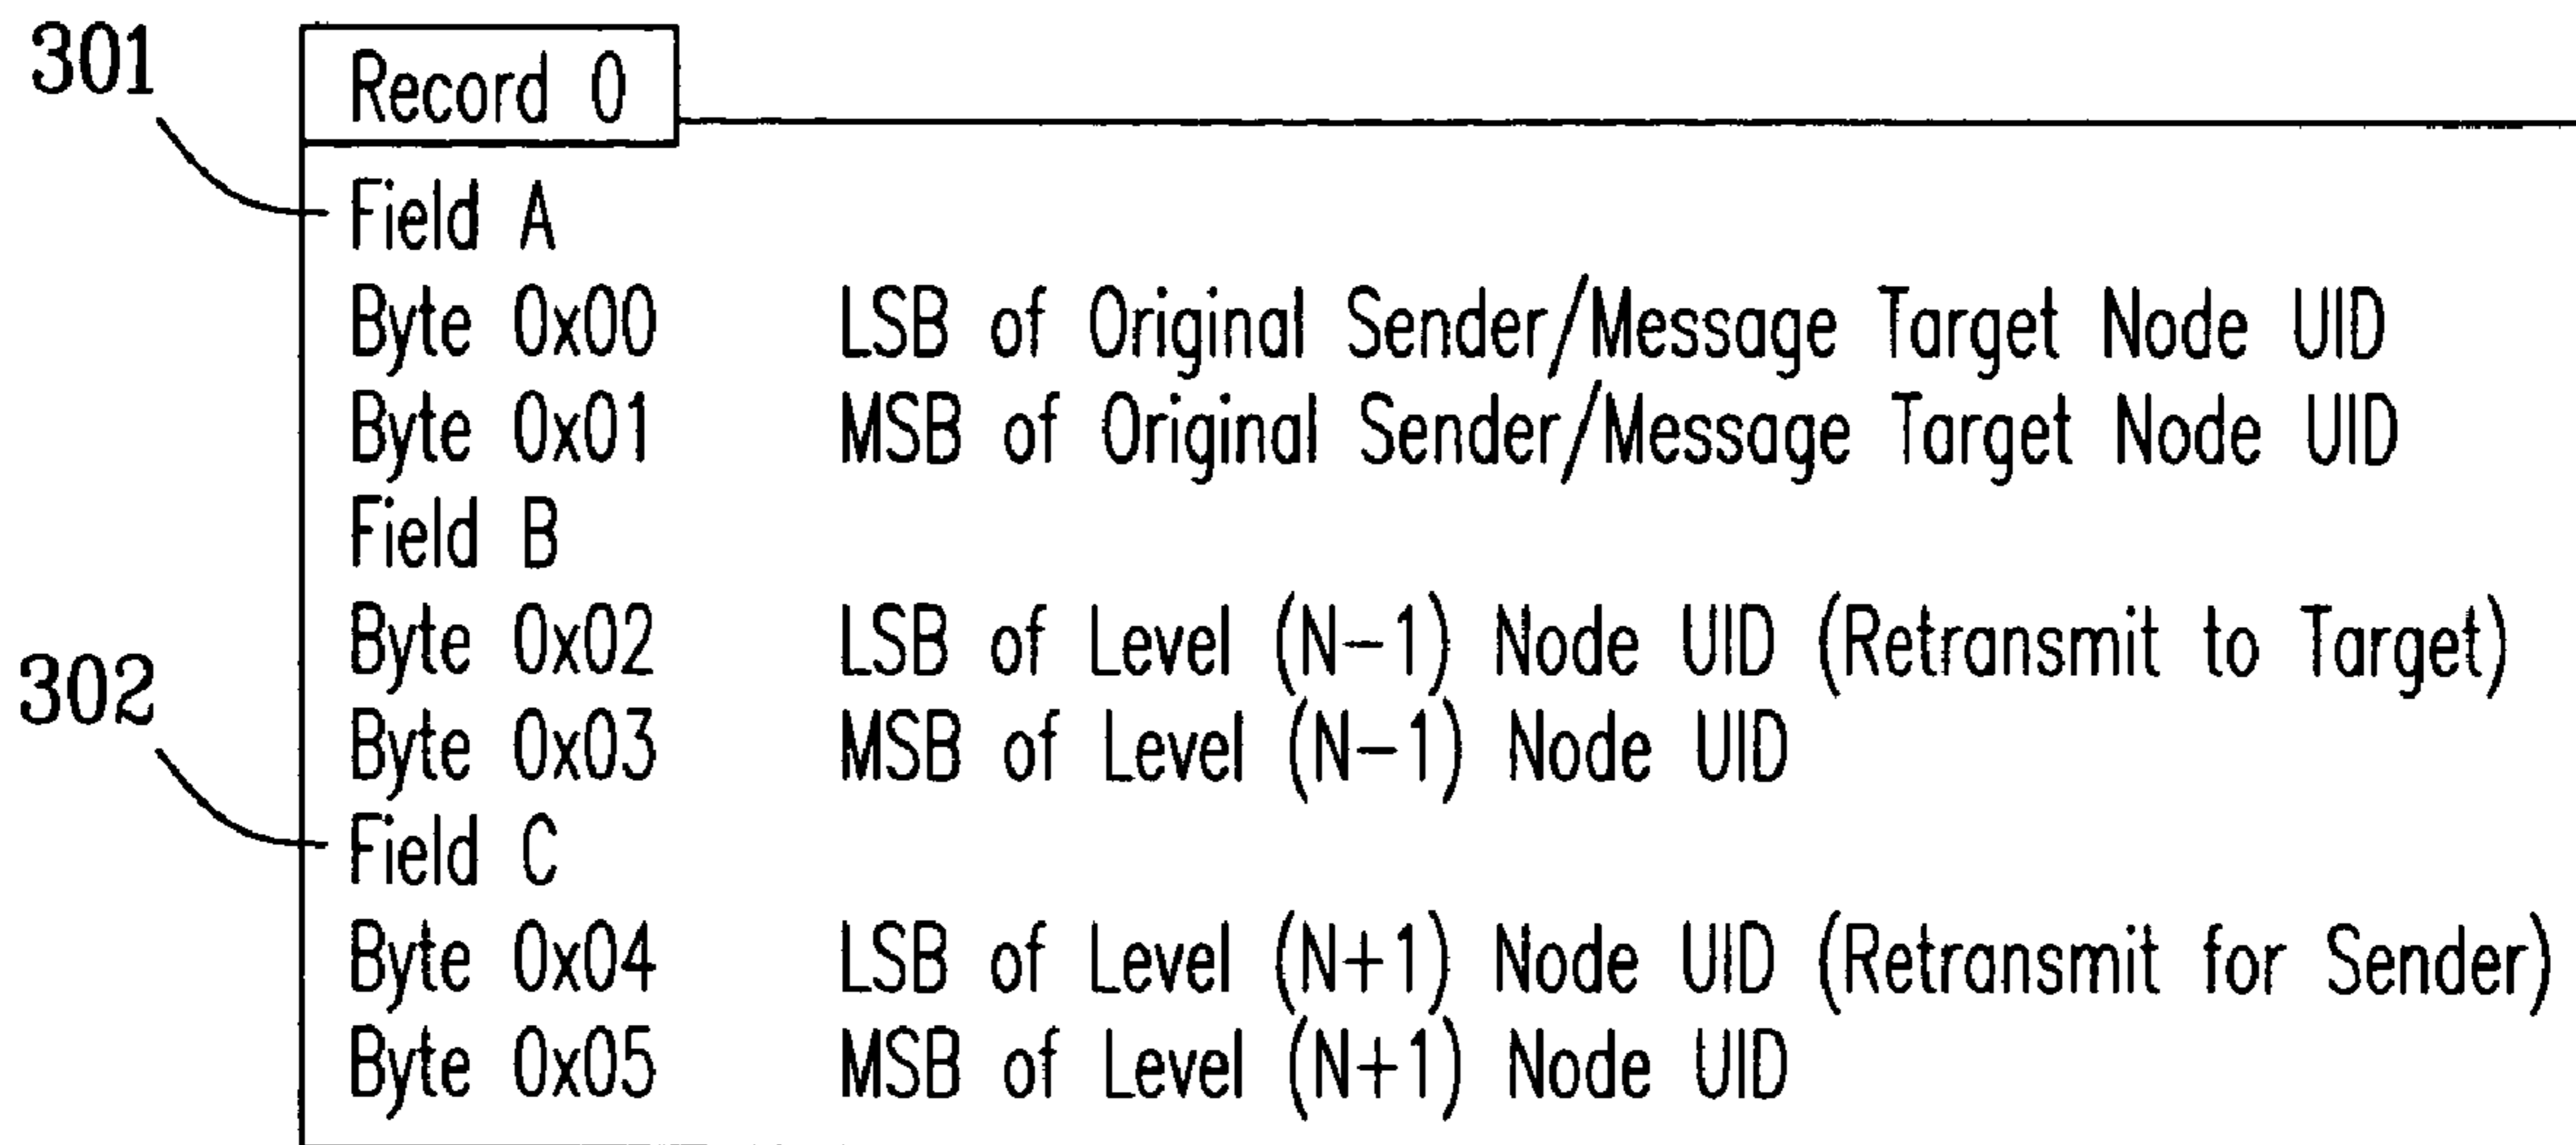 301
Record 0
Field A
Byte 0x00 LSB of Original Sender/Message Target Node UID
Byte 0x01 MSB of Original Sender/Message Target Node UID
Field B
Byte 0x02 LSB of Level (N-1) Node UID (Retransmit to Target)
302
Byte 0x03 MSB of Level (N-1) Node UID
Field C
Byte 0x04 LSB of Level (N+1) Node UID (Retransmit for Sender)
Byte 0x05 MSB of Level (N+1) Node UID